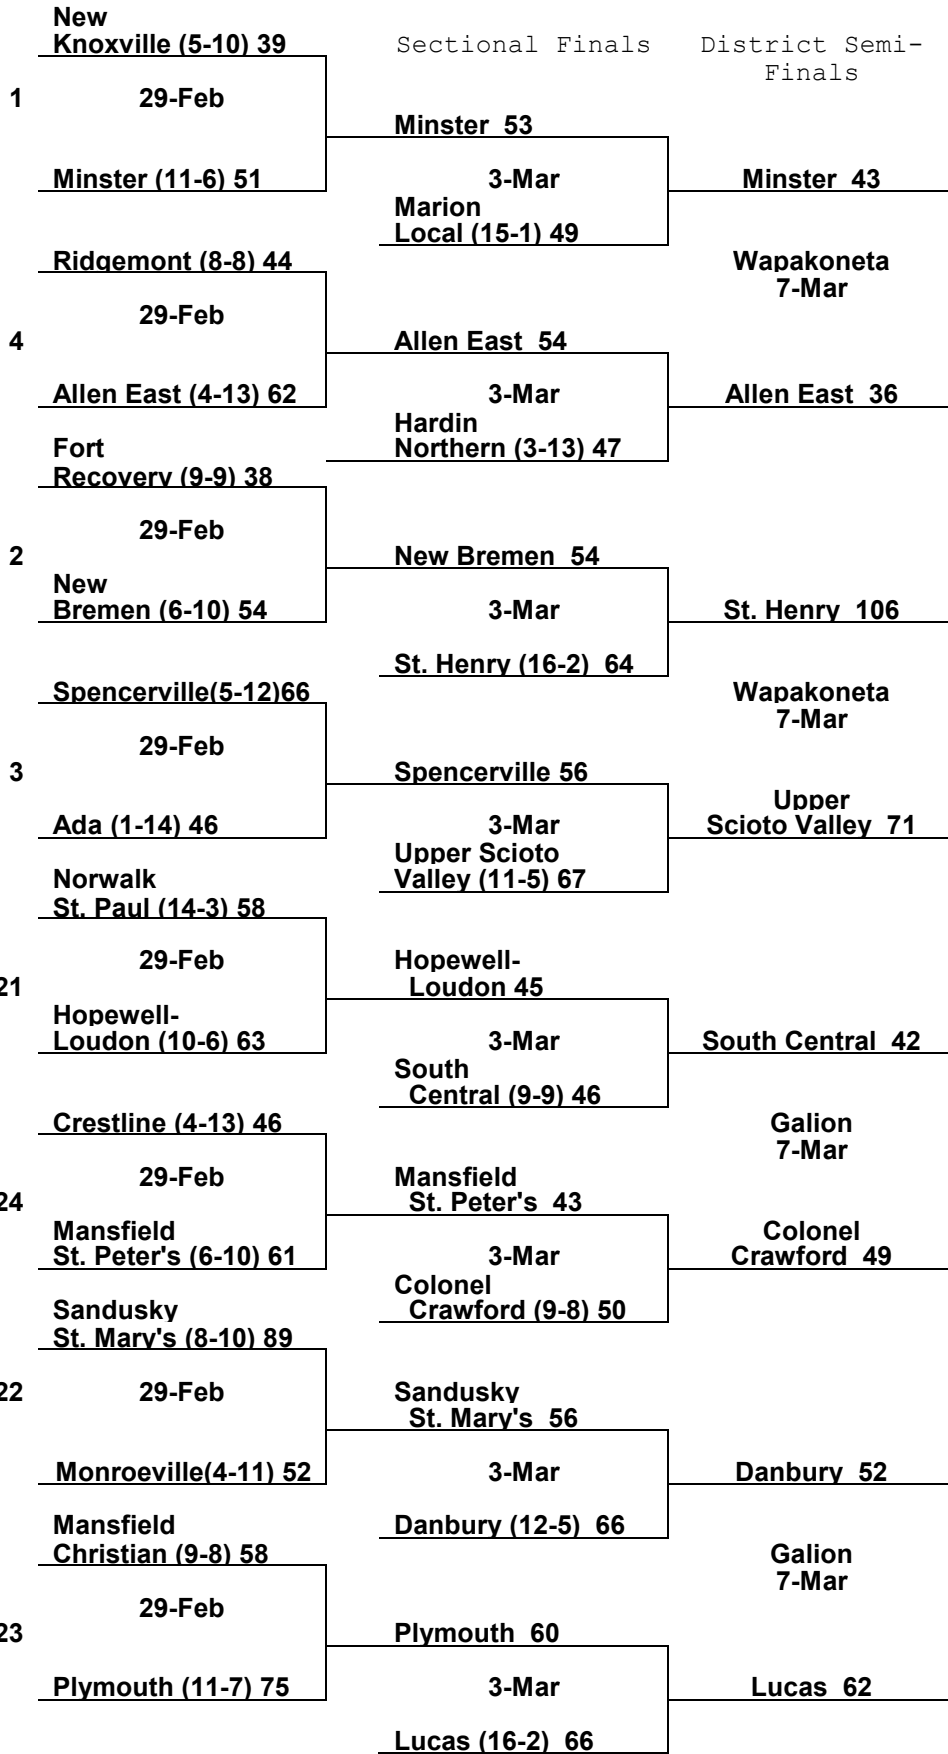 New
Knoxville (5-10) 39
Sectional Finals
District Semi-
Finals
1
29-Feb
Minster 53
Minster (11-6) 51
3-Mar
Minster 43
Marion
Local (15-1) 49
Ridgemont (8-8) 44
Wapakoneta
7-Mar
29-Feb
4
Allen East 54
Allen East (4-13) 62
3-Mar
Allen East 36
Hardin
Northern (3-13) 47
Fort
Recovery (9-9) 38
29-Feb
2
New Bremen 54
New
Bremen (6-10) 54
3-Mar
St. Henry 106
St. Henry (16-2) 64
Spencerville(5-12)66
Wapakoneta
7-Mar
29-Feb
3
Spencerville 56
Upper
Scioto Valley 71
Ada (1-14) 46
3-Mar
Upper Scioto
Valley (11-5) 67
Norwalk
St. Paul (14-3) 58
29-Feb
21
Hopewell-
Loudon 45
Hopewell-
Loudon (10-6) 63
3-Mar
South Central 42
South
Central (9-9) 46
Crestline (4-13) 46
Galion
7-Mar
29-Feb
24
Mansfield
St. Peter's 43
Mansfield
St. Peter's (6-10) 61
3-Mar
Colonel
Crawford 49
Colonel
Crawford (9-8) 50
Sandusky
St. Mary's (8-10) 89
29-Feb
22
Sandusky
St. Mary's 56
Monroeville(4-11) 52
3-Mar
Danbury 52
Danbury (12-5) 66
Mansfield
Christian (9-8) 58
Galion
7-Mar
29-Feb
23
Plymouth 60
Plymouth (11-7) 75
3-Mar
Lucas 62
Lucas (16-2) 66